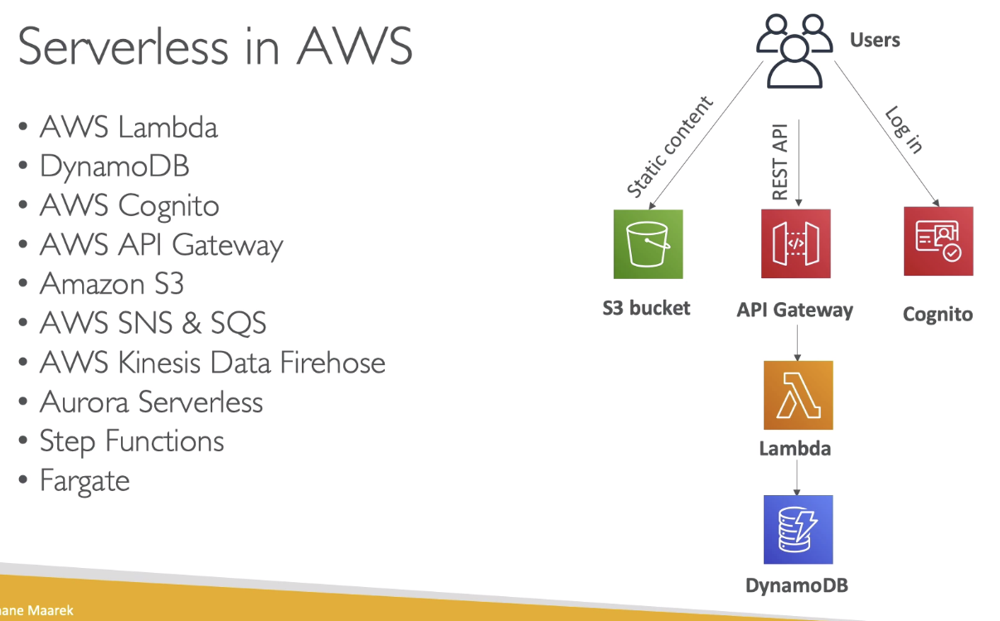 Serverless in AWS
• AWS Lambda
• DynamoDB
• AWS Cognito
• AWS API Gateway
• Amazon S3
• AWS SNS & SQS
• AWS Kinesis Data Firehose
• Aurora Serverless
• Step Functions
• Fargate
Users
Static content
REST API
Log in
S3 bucket
API Gateway
Cognito
Lambda
DynamoDB
Maarek